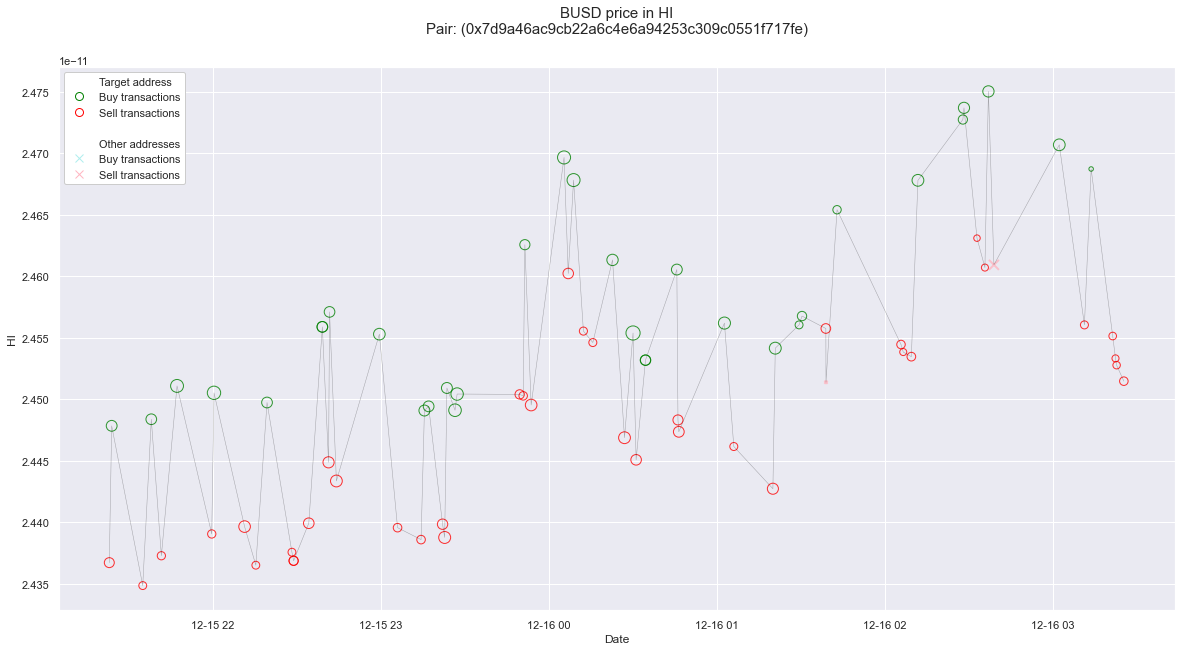 BUSD price in HI
Pair: (0x7d9a46ac9cb22a6c4e6a94253c309c0551f717fe)
1e−11
Target address
Buy transactions
Sell transactions
Other addresses
Buy transactions
Sell transactions
2.475
2.470
2.465
2.460
2.455
2.450
2.445
2.440
2.435
HI
12-15 22
12-15 23
12-16 00
12-16 01
12-16 02
12-16 03
Date